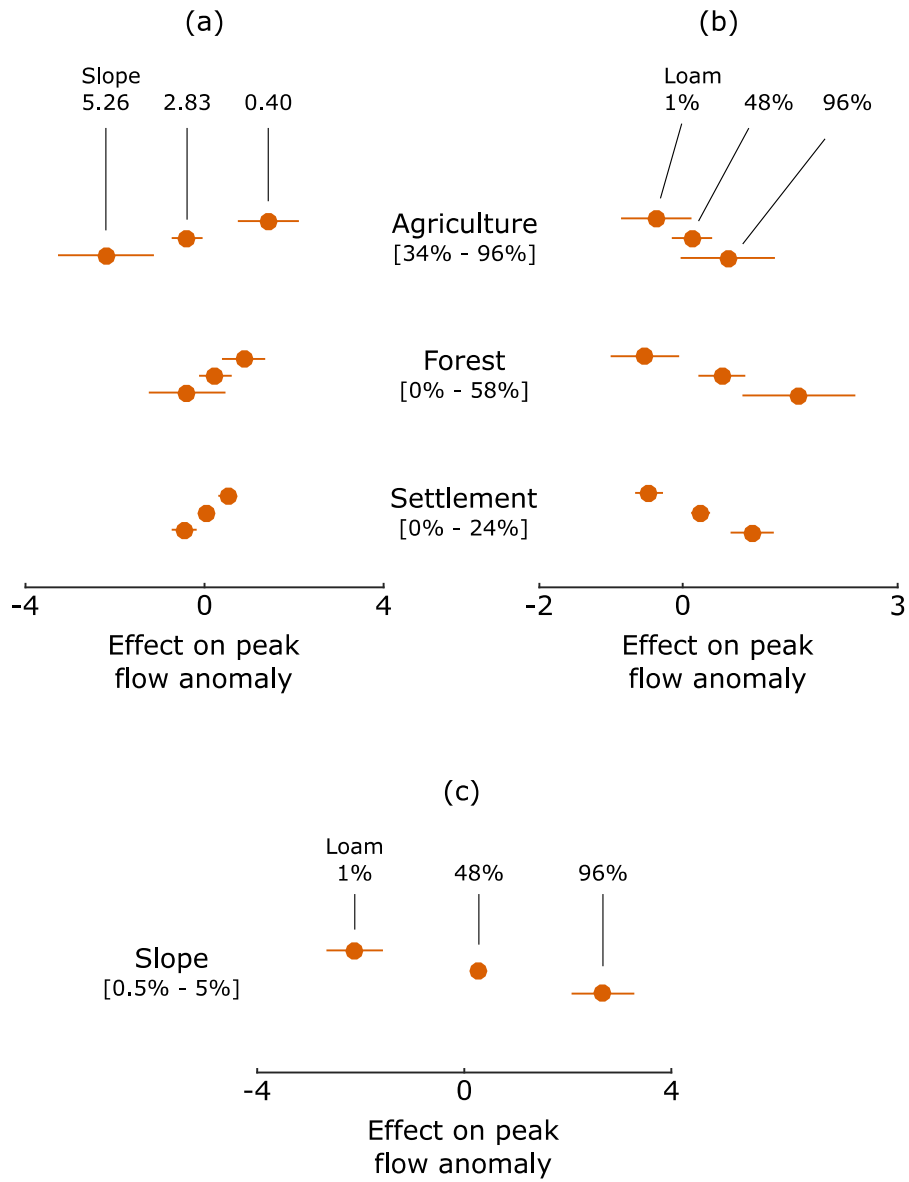 (a)
(b)
Slope
5.26 2.83 0.40
Loam
1% 48% 96%
Agriculture
[34% - 96%]
Forest
[0% - 58%]
Settlement
[0% - 24%]
-4 0 4
-2 0 3
Effect on peak
flow anomaly
Effect on peak
flow anomaly
(c)
Loam
1% 48% 96%
Slope
[0.5% - 5%]
-4 0 4
Effect on peak
flow anomaly